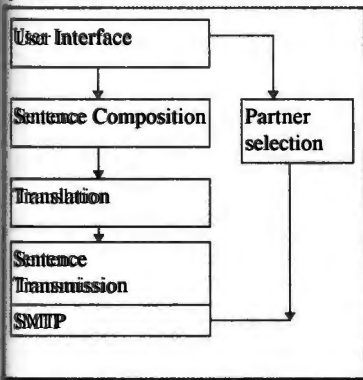 User Interface
Sentence Composition
Partner
selection
Translation
Sentence
Transmission
SMTP